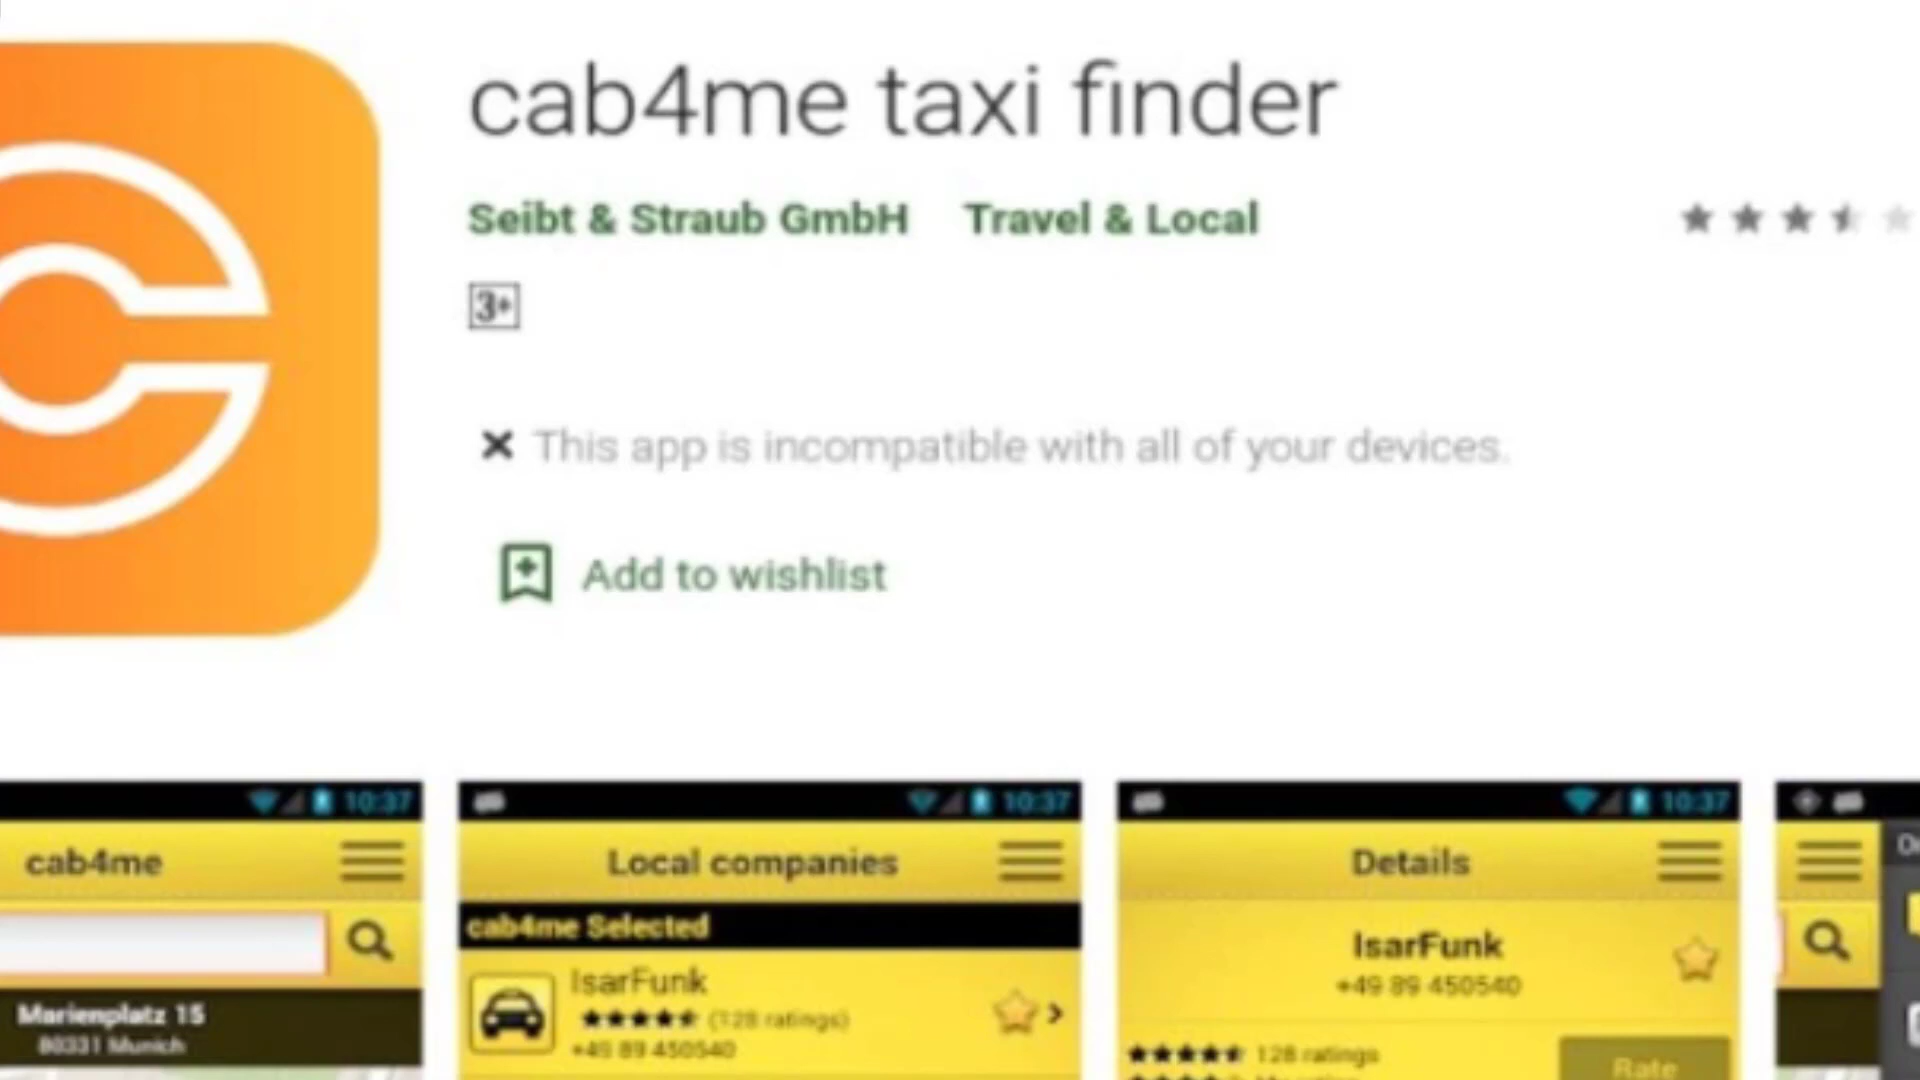 cab4me taxi finder
Seibt & Straub GmbH Travel & Local
3+
This app is incompatible with all of your devices.
Add to wishlist
10:37
cab4me
Marienplatz 15
80331 Munich
10:37
Local companies
cab4me Selected
IsarFunk
(128 ratings)
+49 89 450540
10:37
Details
IsarFunk
+49 89 450540
128 ratings
Rate